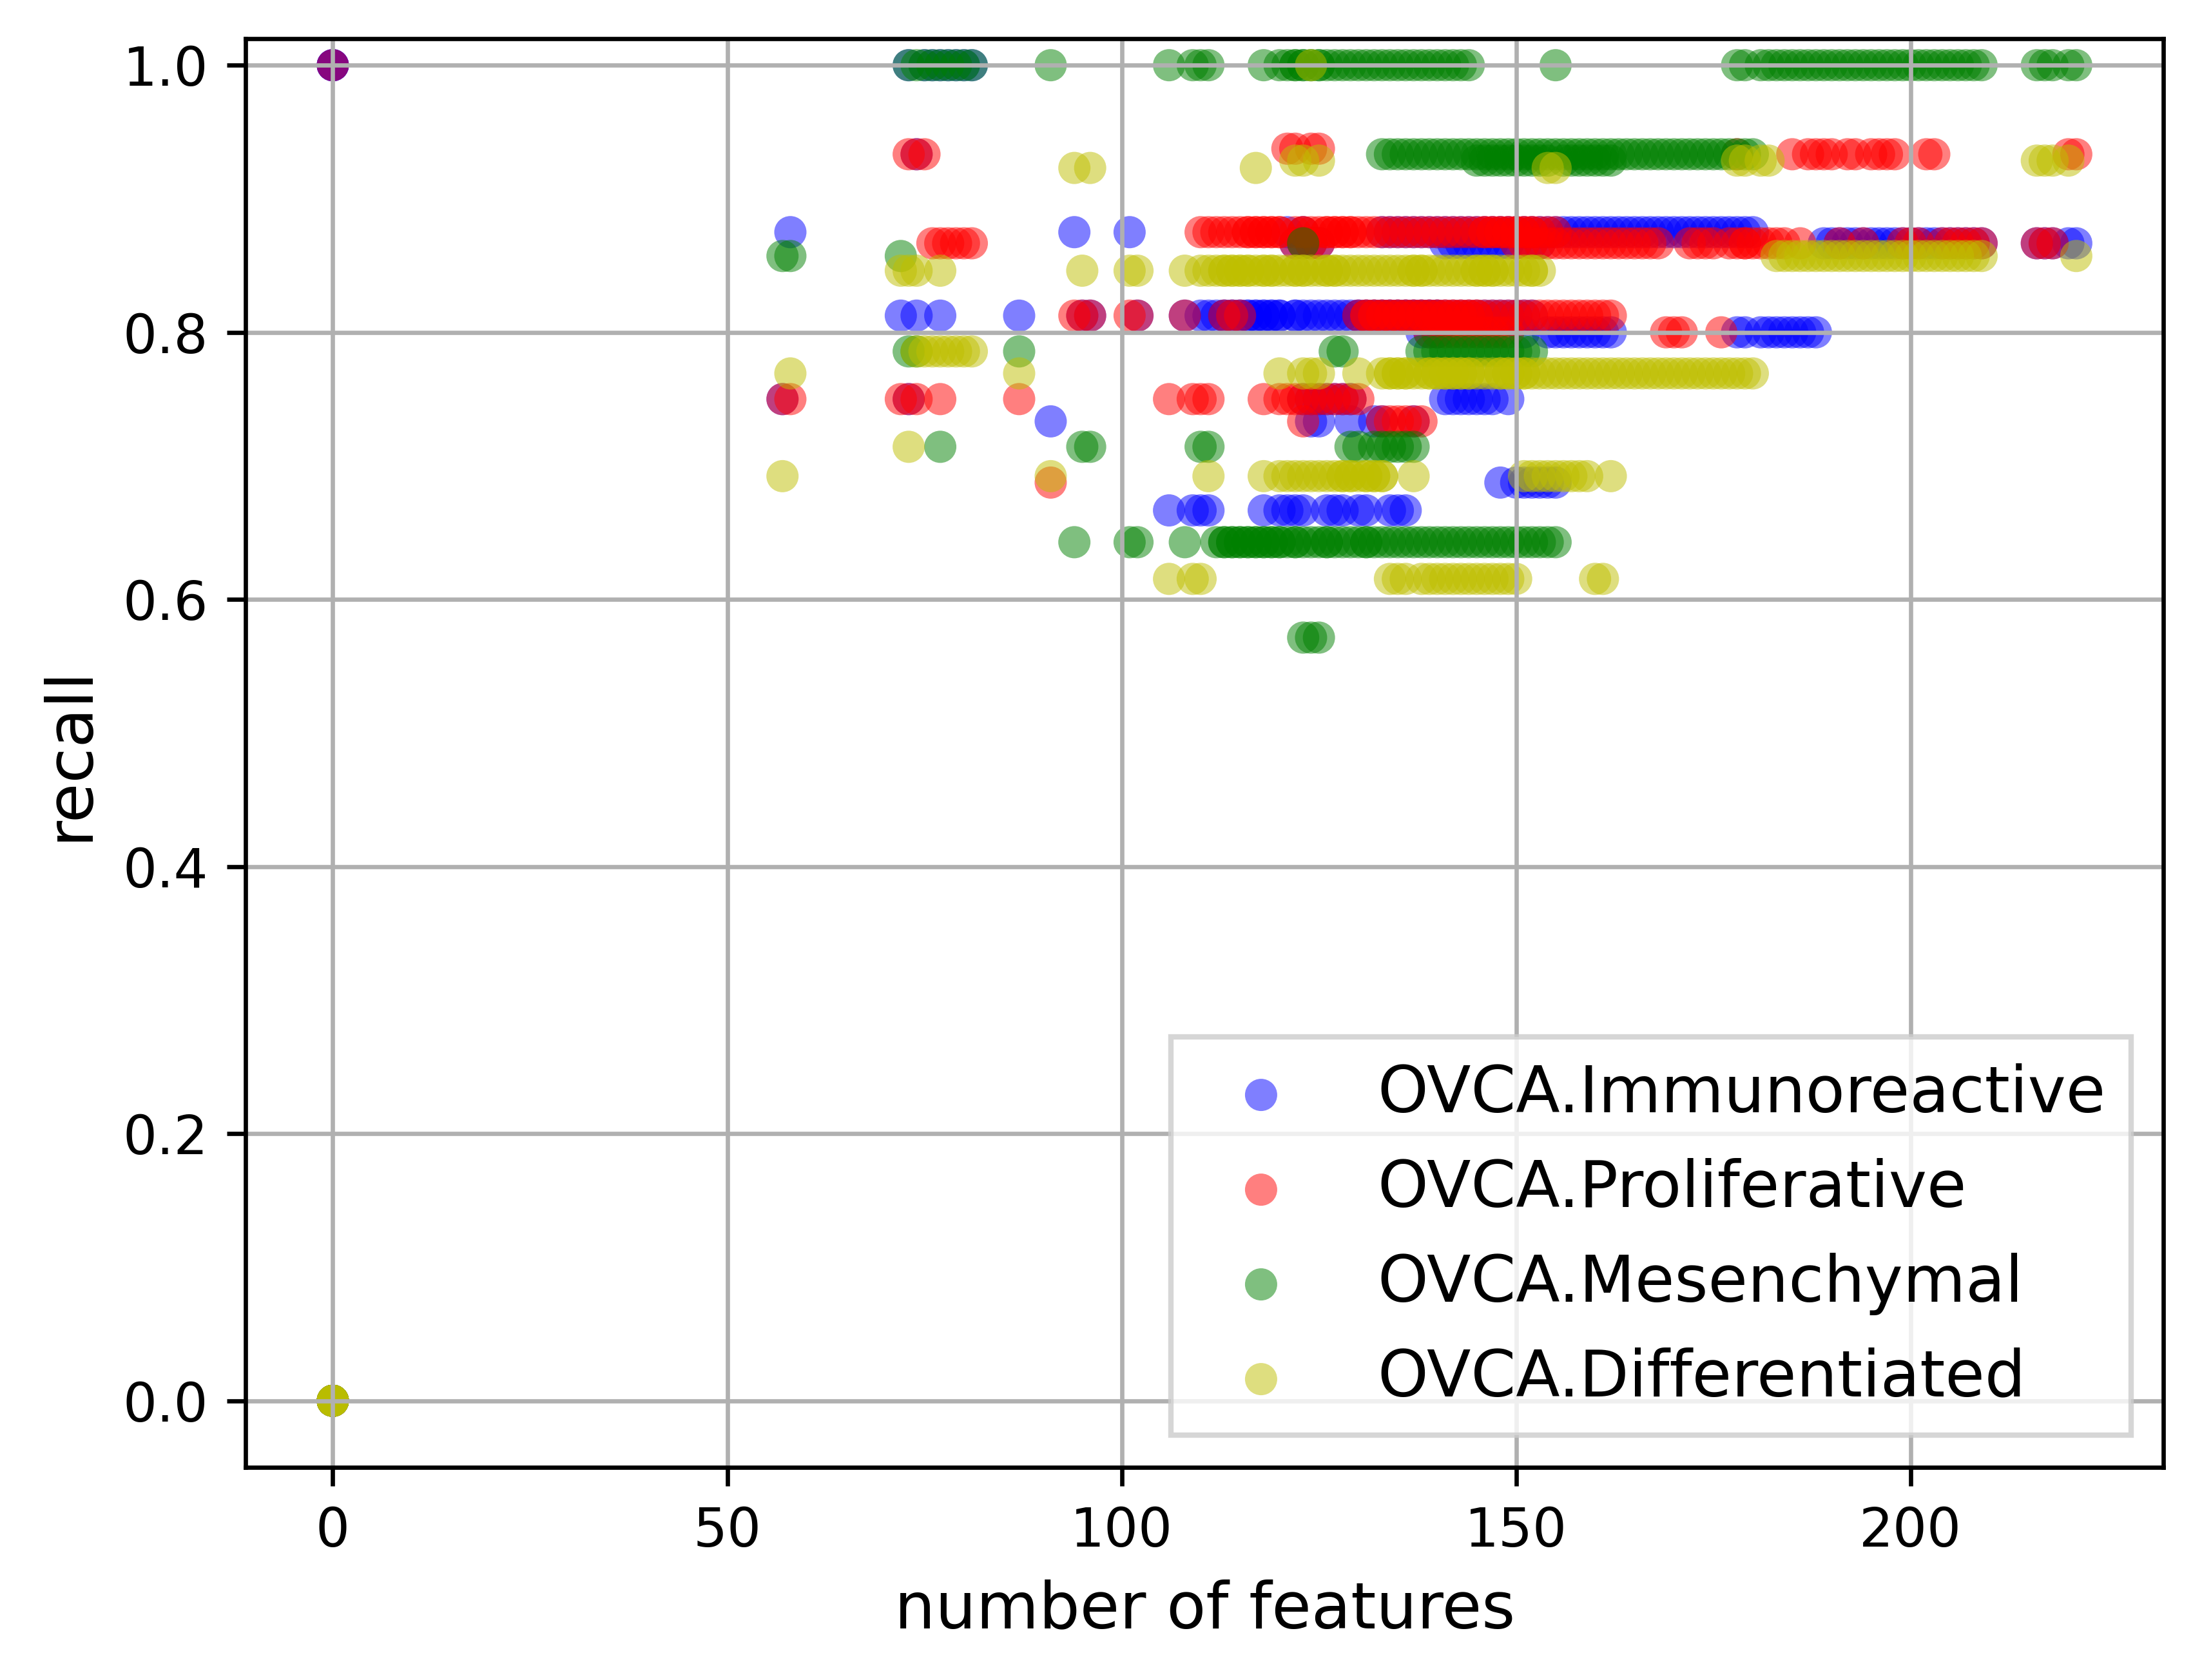 1.0
0.8
0.6
0.4
0.2
0.0
recall
OVCA.Immunoreactive
OVCA.Proliferative
OVCA.Mesenchymal
OVCA.Differentiated
0 50 100 150 200
number of features